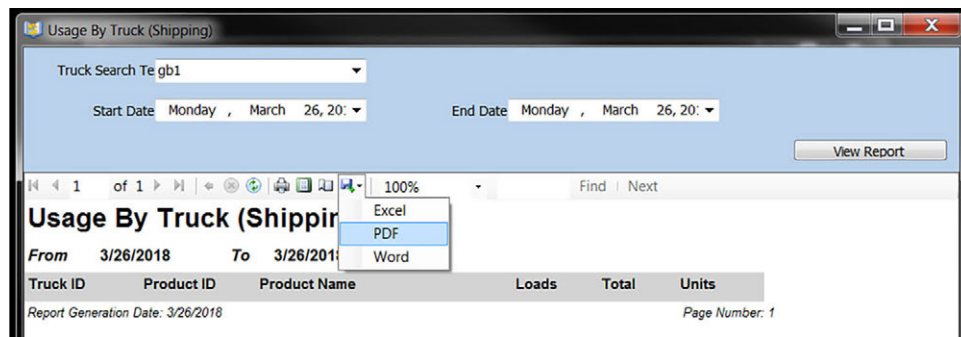 Usage By Truck (Shipping)
Truck Search Te gb1
Start Date Monday , March 26, 20: End Date Monday , March 26, 20:
View Report
1 of 1 100% Find | Next
Usage By Truck (Shippin
Excel
PDF
Word
From 3/26/2018 To 3/26/201
Truck ID Product ID Product Name Loads Total Units
Report Generation Date: 3/26/2018 Page Number: 1